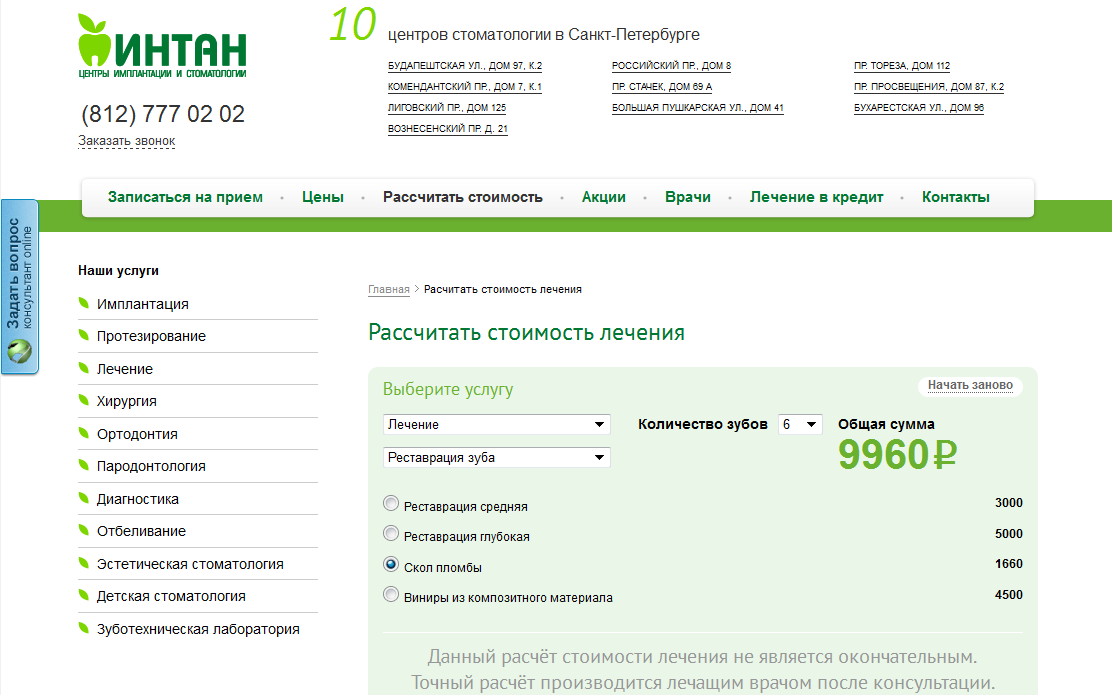 ИНТАН
ЦЕНТРЫ ИМПЛАНТАЦИИ И СТОМАТОЛОГИИ
(812) 777 02 02
Заказать звонок
10 центров стоматологии в Санкт-Петербурге
БУДАПЕШТСКАЯ УЛ., ДОМ 97, К.2
КОМЕНДАНТСКИЙ ПР., ДОМ 7, К.1
ЛИГОВСКИЙ ПР., ДОМ 125
ВОЗНЕСЕНСКИЙ ПР. Д. 21
РОССИЙСКИЙ ПР., ДОМ 8
ПР. СТАЧЕК, ДОМ 69 А
БОЛЬШАЯ ПУШКАРСКАЯ УЛ., ДОМ 41
ПР. ТОРЕЗА, ДОМ 112
ПР. ПРОСВЕЩЕНИЯ, ДОМ 87, К.2
БУХАРЕСТСКАЯ УЛ., ДОМ 96
Записаться на прием • Цены • Рассчитать стоимость • Акции • Врачи • Лечение в кредит • Контакты
Задать вопрос
консультант online
Наши услуги
Имплантация
Протезирование
Лечение
Хирургия
Ортодонтия
Пародонтология
Диагностика
Отбеливание
Эстетическая стоматология
Детская стоматология
Зуботехническая лаборатория
Главная > Расчитать стоимость лечения
Рассчитать стоимость лечения
Выберите услугу
Начать заново
Лечение
Количество зубов 6
Общая сумма
Реставрация зуба
9960₽
Реставрация средняя 3000
Реставрация глубокая 5000
Скол пломбы 1660
Виниры из композитного материала 4500
Данный расчёт стоимости лечения не является окончательным.
Точный расчёт производится лечащим врачом после консультации.